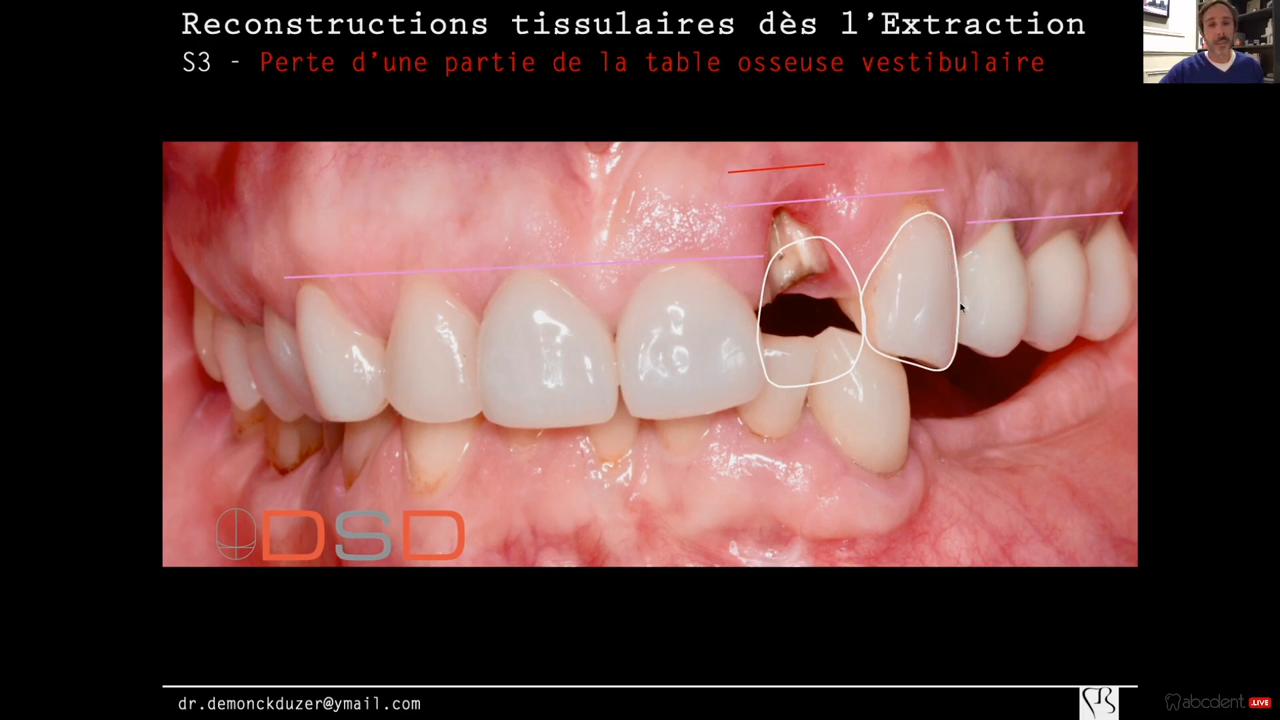 Reconstructions tissulaires dès l'Extraction
S3 - Perte d'une partie de la table osseuse vestibulaire
DSD
dr.demonckduzer@ymail.com
abcdent.LIVE